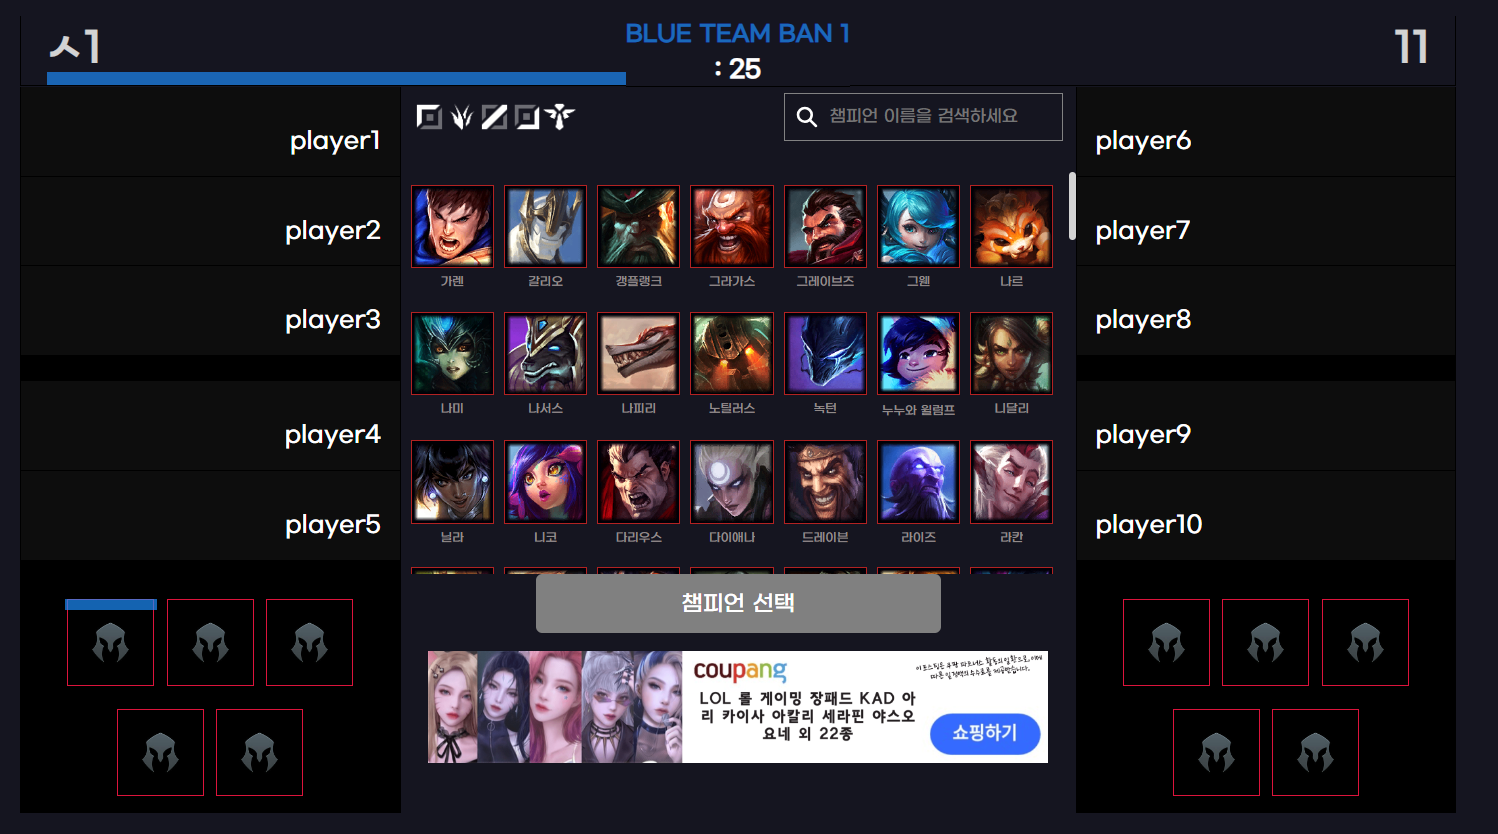 ㅅ1
BLUE TEAM BAN 1
: 25
11
player1
player2
player3
player4
player5
챔피언 이름을 검색하세요
가렌
갈리오
갱플랭크
그라가스
그레이브즈
그웬
나르
나미
나서스
나피리
노틸러스
녹턴
누누와 윌럼프
니달리
닐라
니코
다리우스
다이애나
드레이븐
라이즈
라칸
챔피언 선택
coupang
이 포스팅은 쿠팡 파트너스 활동의 일환으로, 이에
따른 일정액의 수수료를 제공받습니다.
LOL 롤 게이밍 장패드 KAD 아
리 카이사 아칼리 세라핀 야스오
요네 외 22종
쇼핑하기
player6
player7
player8
player9
player10